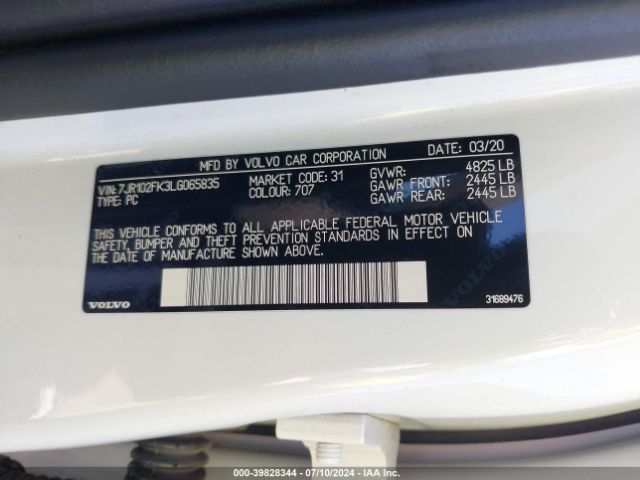 MFD BY VOLVO CAR CORPORATION DATE: 03/20
VIN:7JR102FK3LG065835 MARKET CODE: 31 GVWR: 4825 LB
TYPE: PC COLOUR: 707 GAWR FRONT: 2445 LB
GAWR REAR: 2445 LB
THIS VEHICLE CONFORMS TO ALL APPLICABLE FEDERAL MOTOR VEHICLE
SAFETY, BUMPER AND THEFT PREVENTION STANDARDS IN EFFECT ON
THE DATE OF MANUFACTURE SHOWN ABOVE.
VOLVO 31689476
000-39828344 — 07/10/2024 — IAA Inc.